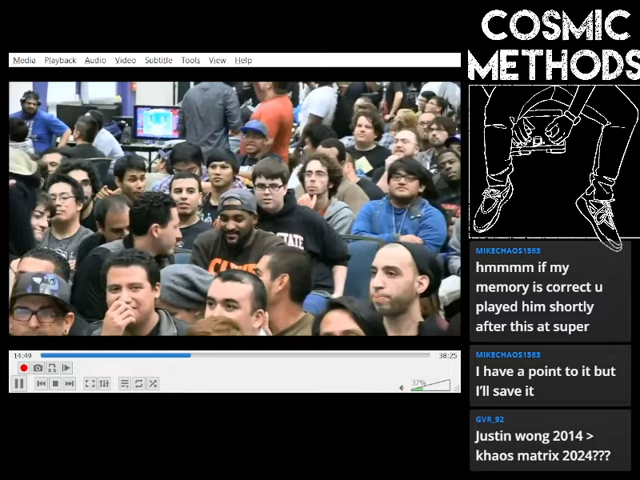 COSMIC
METHODS
Media Playback Audio Video Subtitle Tools View Help
STATE
14:49
38:25
37%
MIKECHAOS1583
hmmmm if my
memory is correct u
played him shortly
after this at super
MIKECHAOS1583
I have a point to it but
I'll save it
GVR_92
Justin wong 2014 >
khaos matrix 2024???